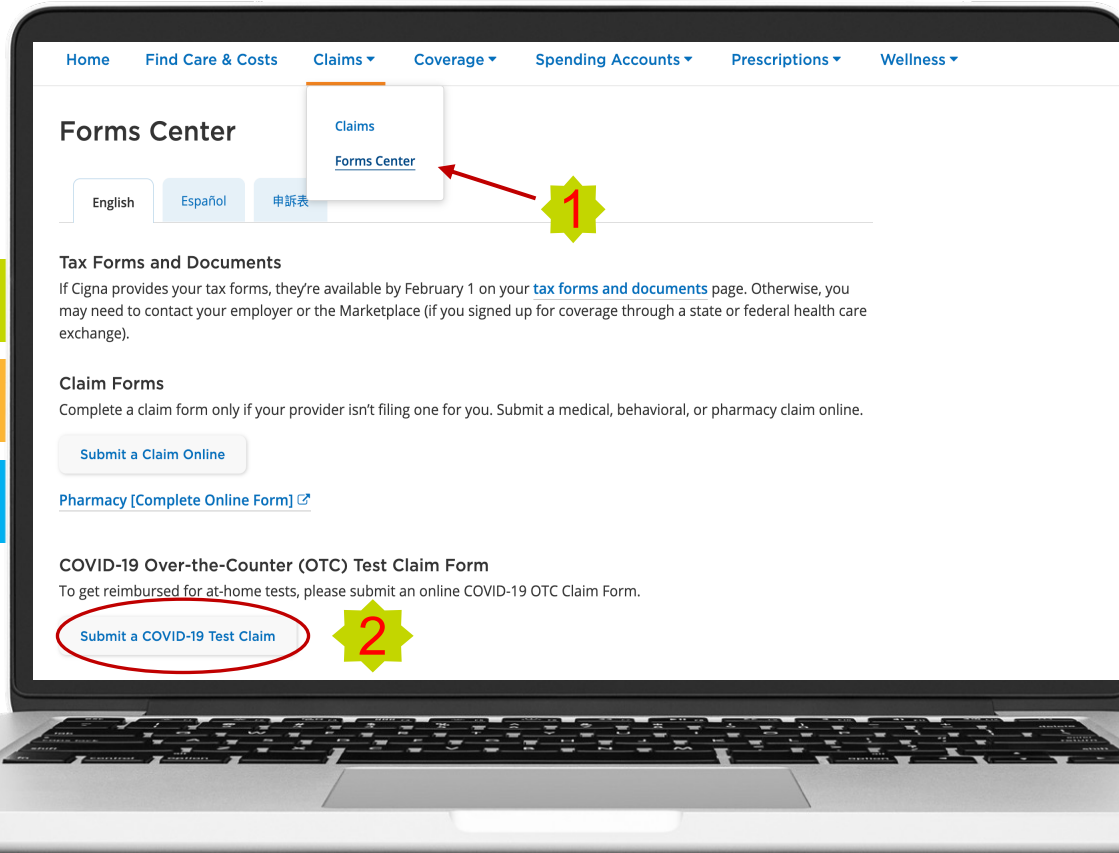 Home Find Care & Costs Claims Coverage Spending Accounts Prescriptions Wellness
Claims
Forms Center
Forms Center
English Español 申訴表
1
Tax Forms and Documents
If Cigna provides your tax forms, they're available by February 1 on your tax forms and documents page. Otherwise, you
may need to contact your employer or the Marketplace (if you signed up for coverage through a state or federal health care
exchange).
Claim Forms
Complete a claim form only if your provider isn't filing one for you. Submit a medical, behavioral, or pharmacy claim online.
Submit a Claim Online
Pharmacy [Complete Online Form]
COVID-19 Over-the-Counter (OTC) Test Claim Form
To get reimbursed for at-home tests, please submit an online COVID-19 OTC Claim Form.
Submit a COVID-19 Test Claim
2